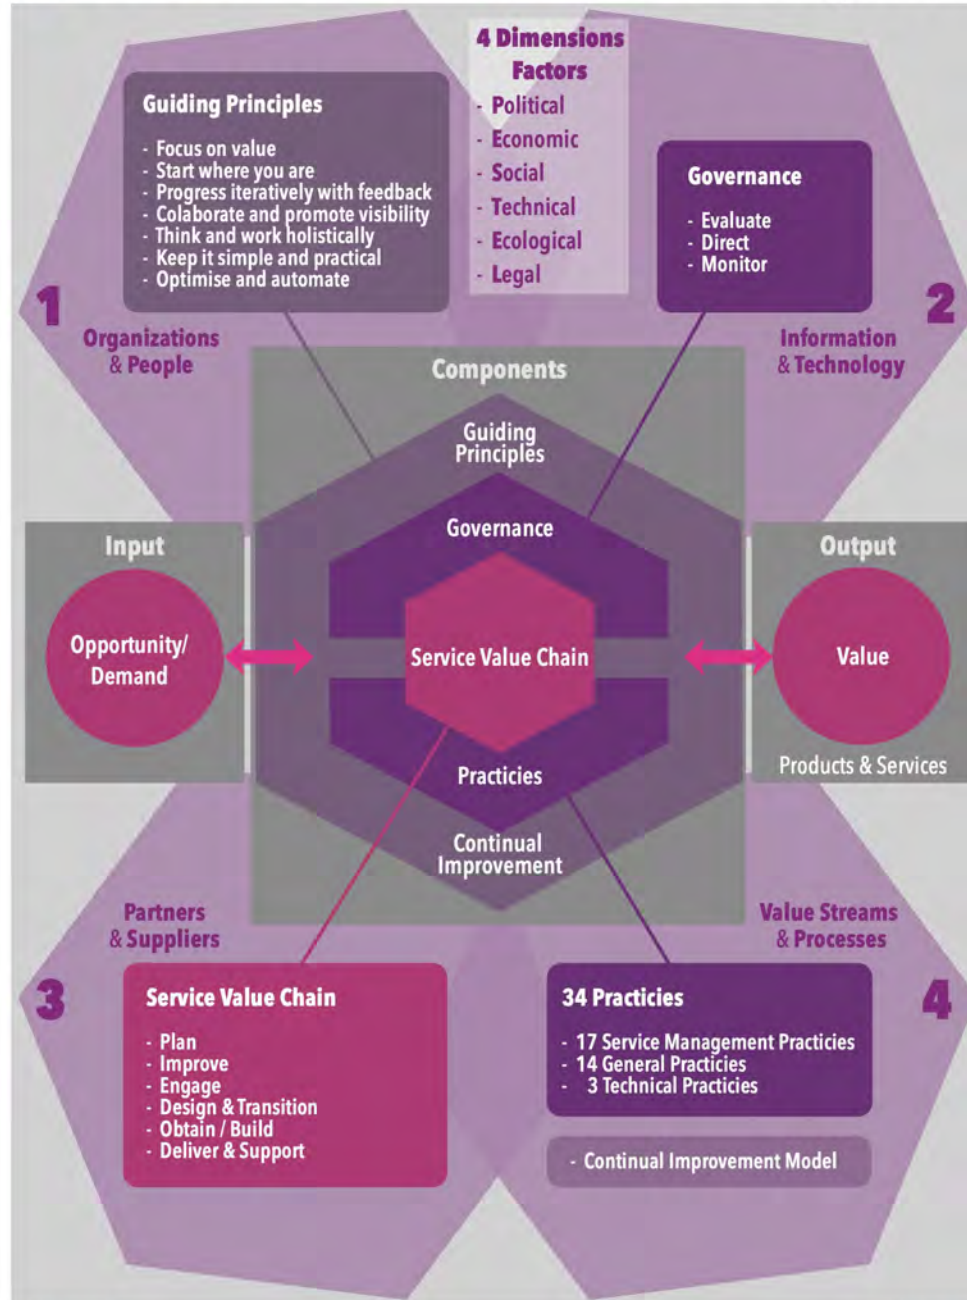 4 Dimensions
Factors
- Political
- Economic
- Social
- Technical
- Ecological
- Legal
Guiding Principles
- Focus on value
- Start where you are
- Progress iteratively with feedback
- Colaborate and promote visibility
- Think and work holistically
- Keep it simple and practical
- Optimise and automate
Governance
- Evaluate
- Direct
- Monitor
1
Organizations
& People
2
Information
& Technology
Components
Guiding
Principles
Governance
Service Value Chain
Practicies
Continual
Improvement
Input
Opportunity/
Demand
Output
Value
Products & Services
Partners
& Suppliers
3
Value Streams
& Processes
4
Service Value Chain
- Plan
- Improve
- Engage
- Design & Transition
- Obtain / Build
- Deliver & Support
34 Practicies
- 17 Service Management Practicies
- 14 General Practicies
- 3 Technical Practicies
- Continual Improvement Model